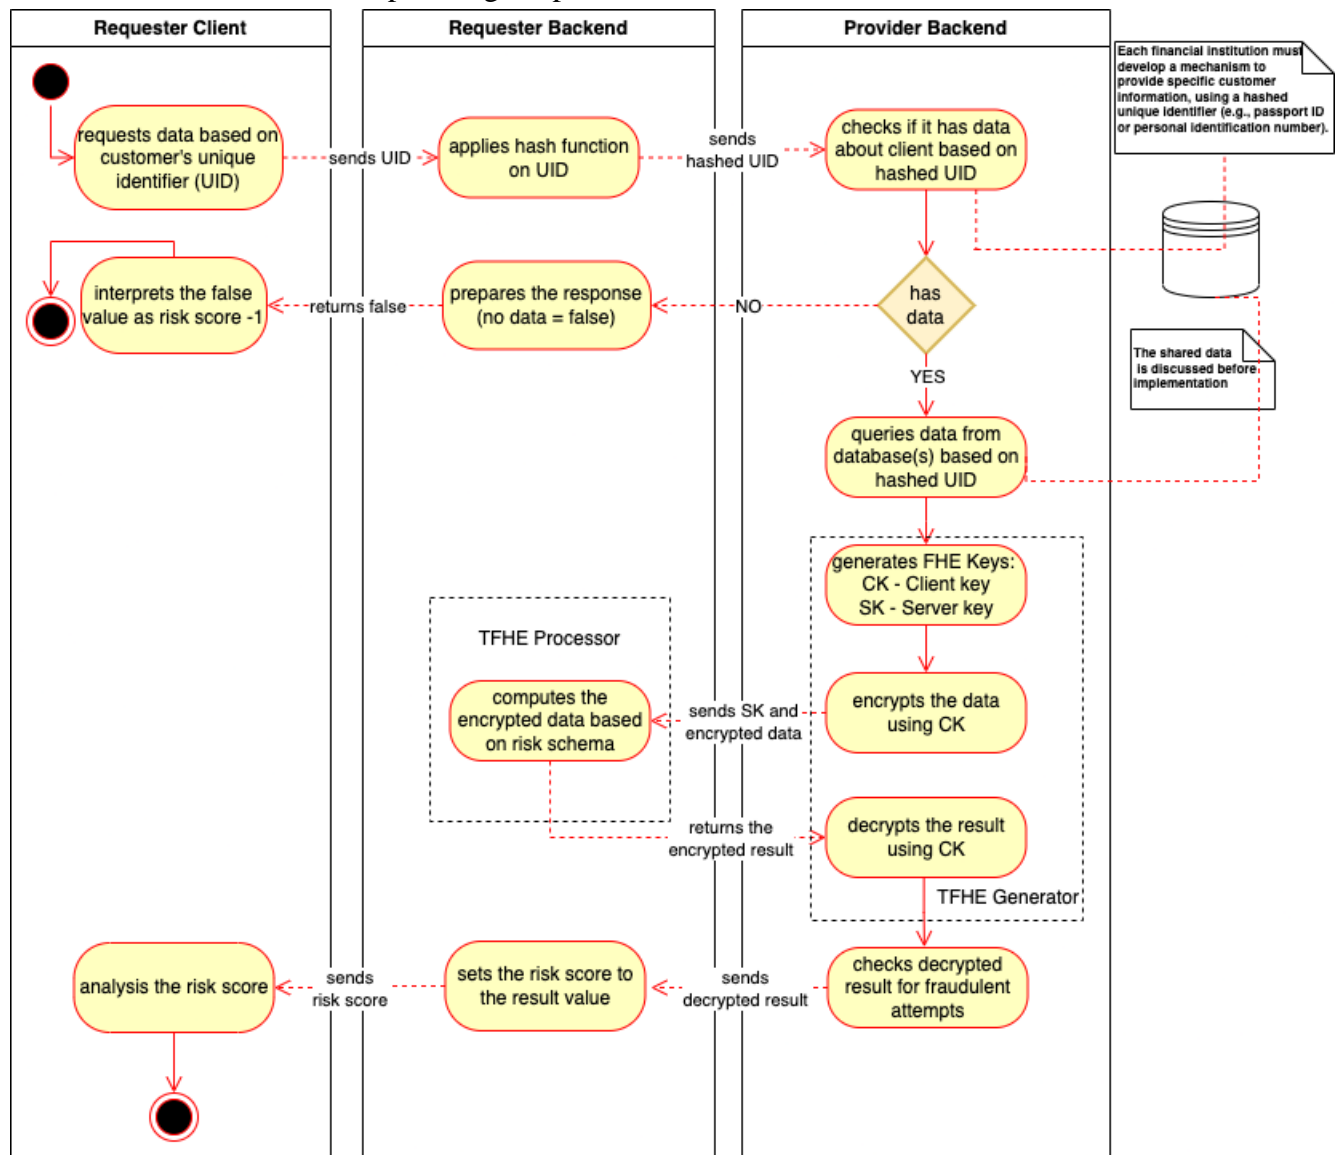 Requester Client
Requester Backend
Provider Backend
Each financial institution must
develop a mechanism to
provide specific customer
information, using a hashed
unique identifier (e.g., passport ID
or personal identification number).
requests data based on
customer's unique
identifier (UID)
sends UID
applies hash function
on UID
sends
hashed UID
checks if it has data
about client based on
hashed UID
interprets the false
value as risk score -1
returns false
prepares the response
(no data = false)
NO
has
data
The shared data
is discussed before
implementation
YES
queries data from
database(s) based on
hashed UID
generates FHE Keys:
CK - Client key
SK - Server key
TFHE Processor
computes the
encrypted data based
on risk schema
sends SK and
encrypted data
encrypts the data
using CK
returns the
encrypted result
decrypts the result
using CK
TFHE Generator
analysis the risk score
sends
risk score
sets the risk score to
the result value
sends
decrypted result
checks decrypted
result for fraudulent
attempts